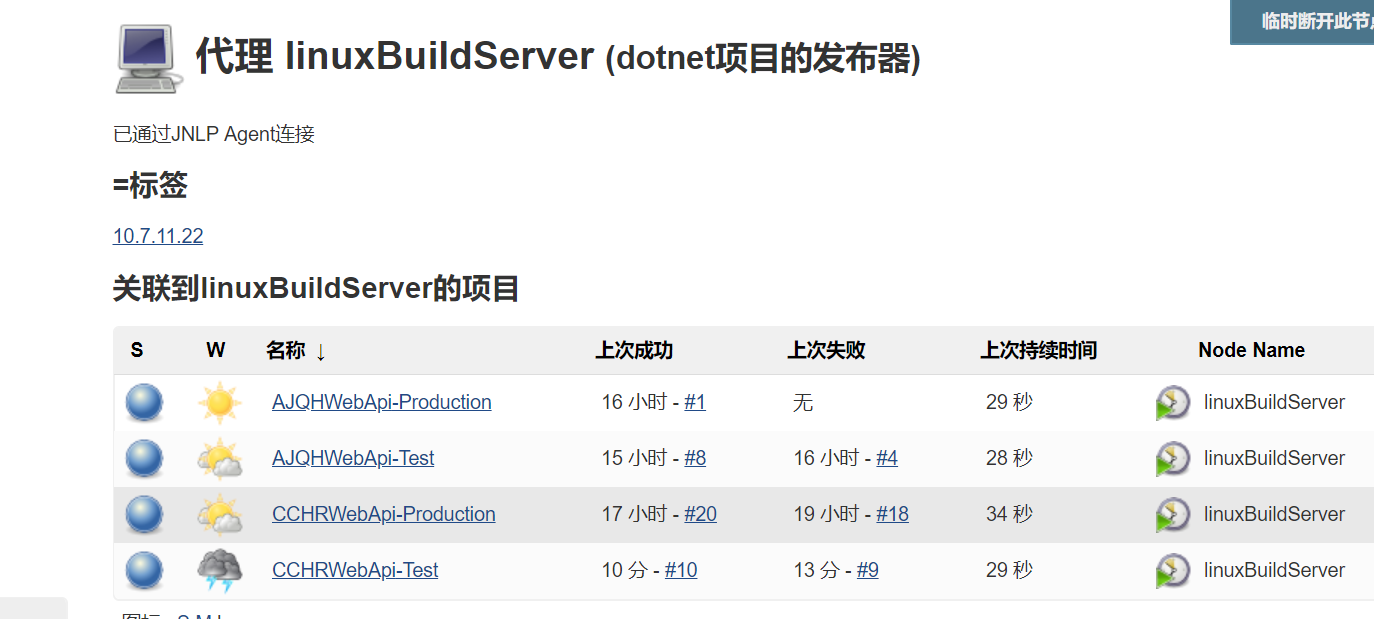 临时断开此节点
代理 linuxBuildServer (dotnet项目的发布器)
已通过JNLP Agent连接
=标签
10.7.11.22
关联到linuxBuildServer的项目
S W 名称 ↓ 上次成功 上次失败 上次持续时间 Node Name
AJQHWebApi-Production 16 小时 - #1 无 29 秒 linuxBuildServer
AJQHWebApi-Test 15 小时 - #8 16 小时 - #4 28 秒 linuxBuildServer
CCHRWebApi-Production 17 小时 - #20 19 小时 - #18 34 秒 linuxBuildServer
CCHRWebApi-Test 10 分 - #10 13 分 - #9 29 秒 linuxBuildServer